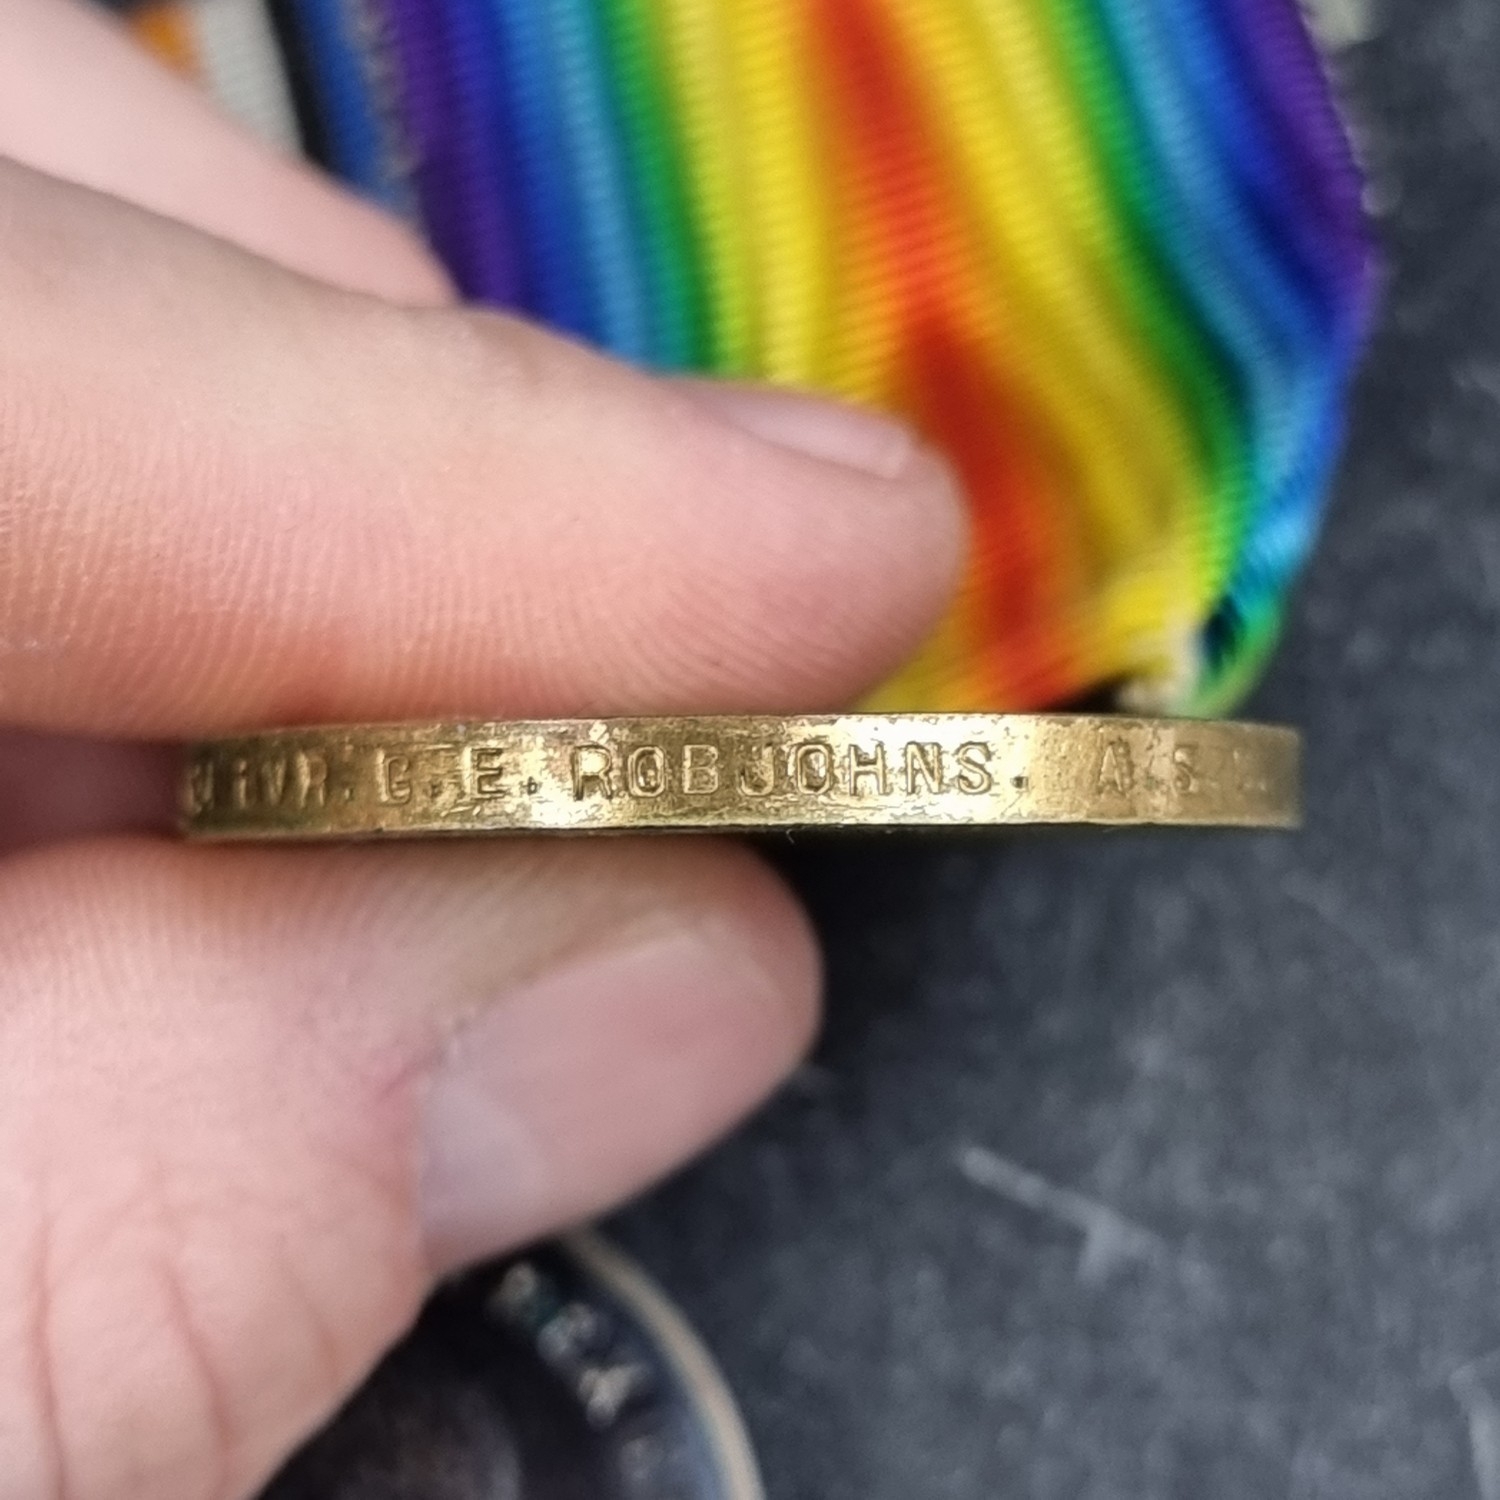 DVR. G. E. ROBJOHNS. A.S.